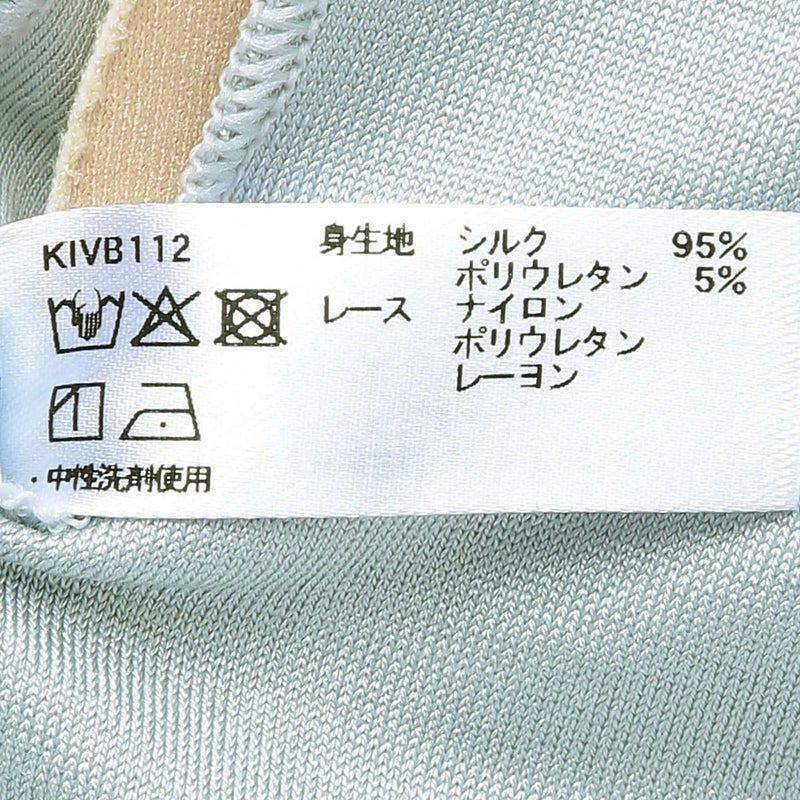 KIVB112
身生地 シルク 95%
ポリウレタン 5%
レース ナイロン
ポリウレタン
レーヨン
・中性洗剤使用